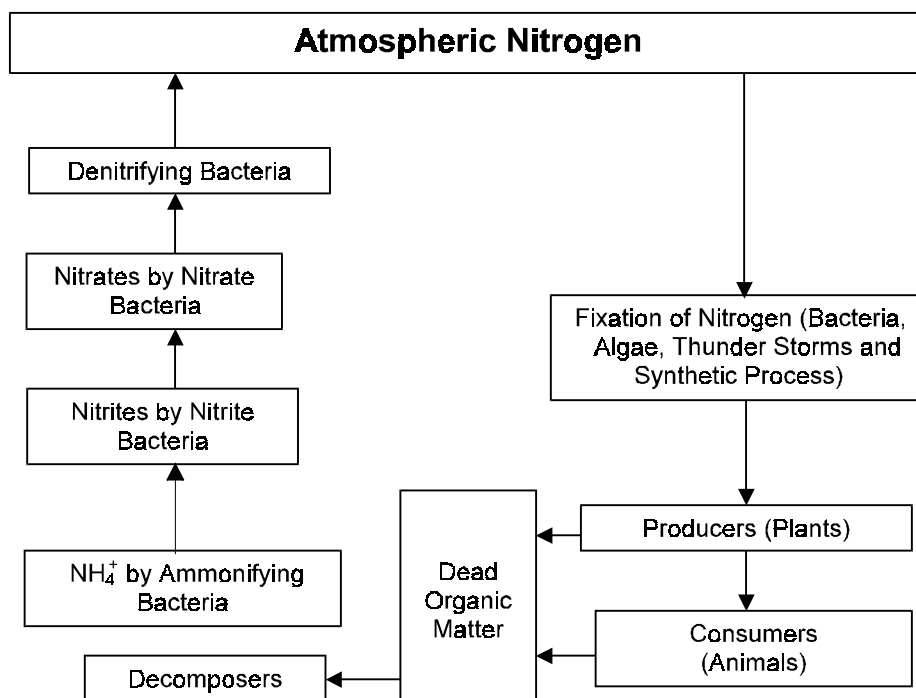 Atmospheric Nitrogen
Denitrifying Bacteria
Nitrates by Nitrate
Bacteria
Nitrites by Nitrite
Bacteria
NH₄⁺ by Ammonifying
Bacteria
Decomposers
Dead
Organic
Matter
Fixation of Nitrogen (Bacteria,
Algae, Thunder Storms and
Synthetic Process)
Producers (Plants)
Consumers
(Animals)